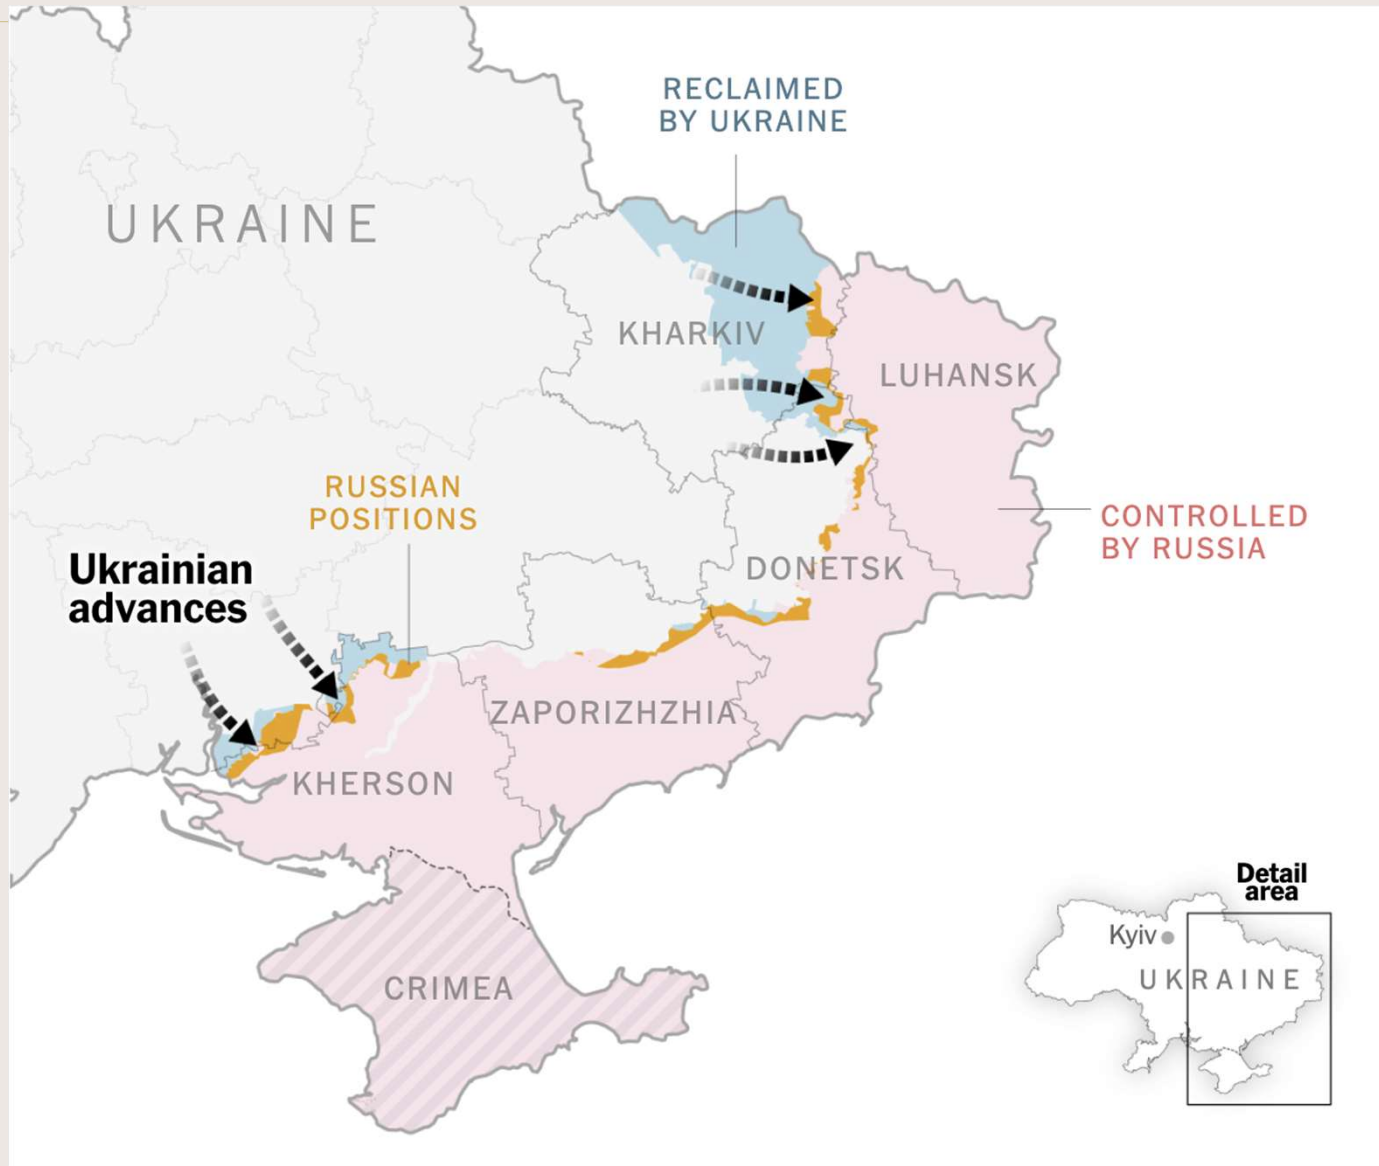 RECLAIMED
BY UKRAINE
UKRAINE
KHARKIV
LUHANSK
RUSSIAN
POSITIONS
CONTROLLED
BY RUSSIA
Ukrainian
advances
DONETSK
ZAPORIZHZHIA
KHERSON
CRIMEA
Detail
area
Kyiv
UKRAINE